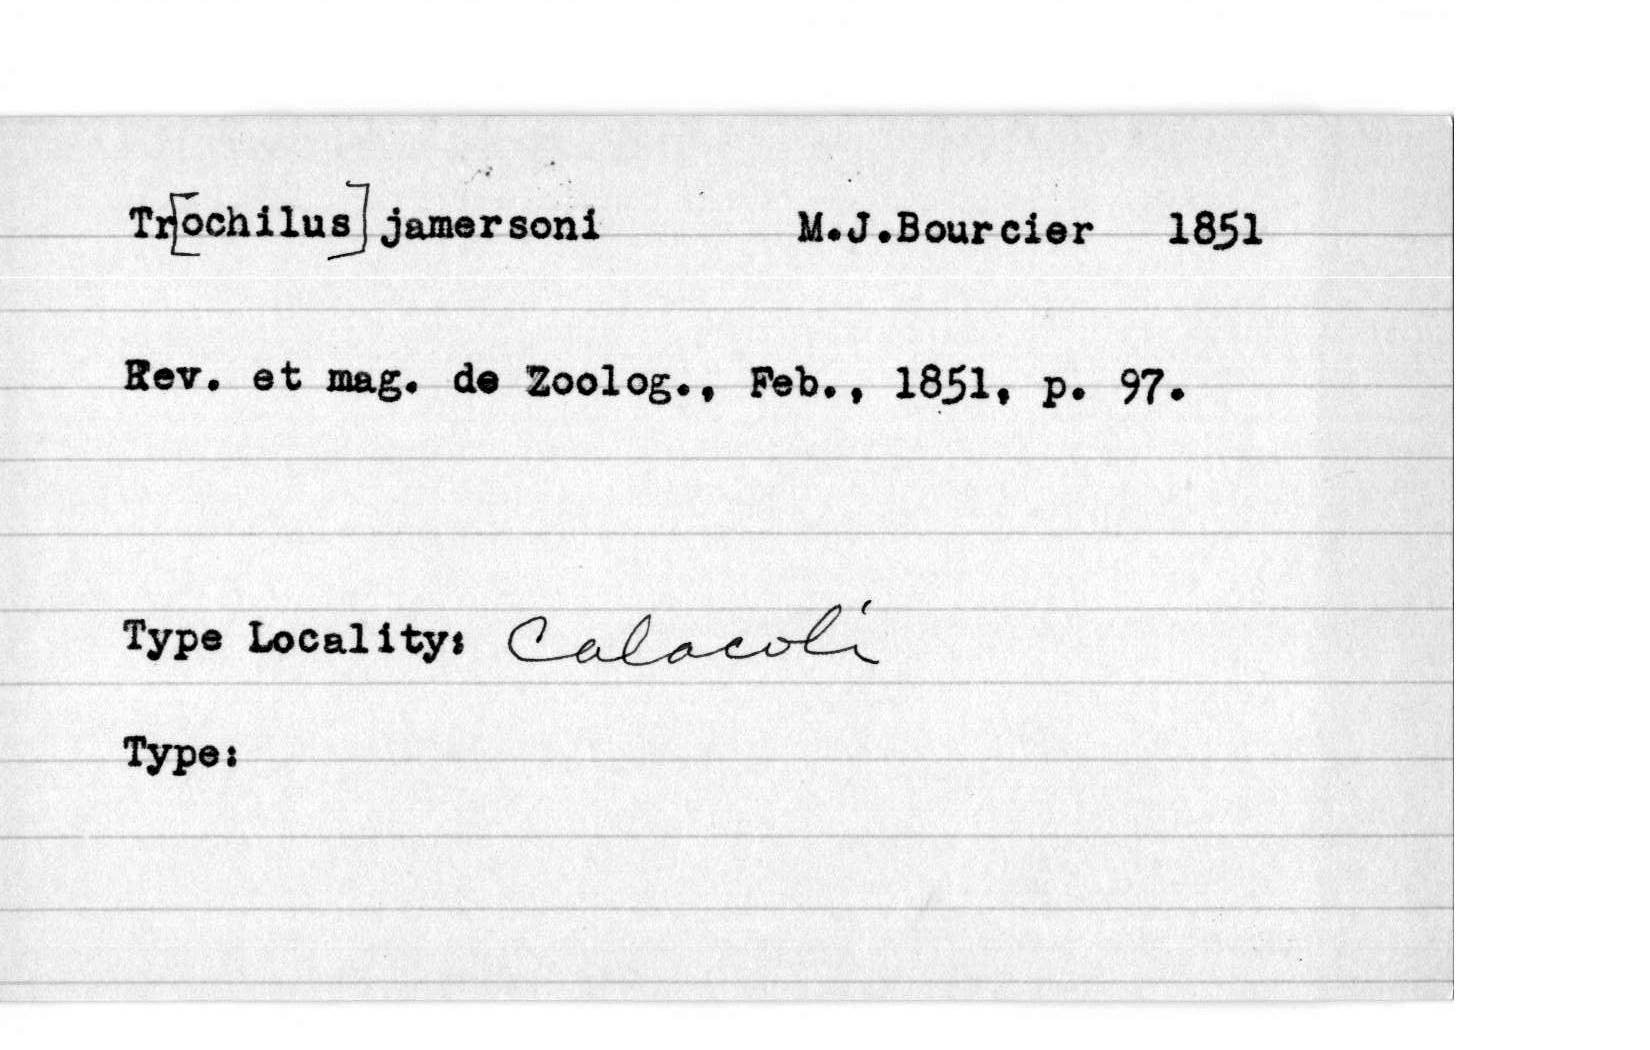 Tr[ochilus] jamersoni M.J.Bourcier 1851
Rev. et mag. de Zoolog., Feb., 1851, p. 97.
Type Locality: Calacoli
Type: